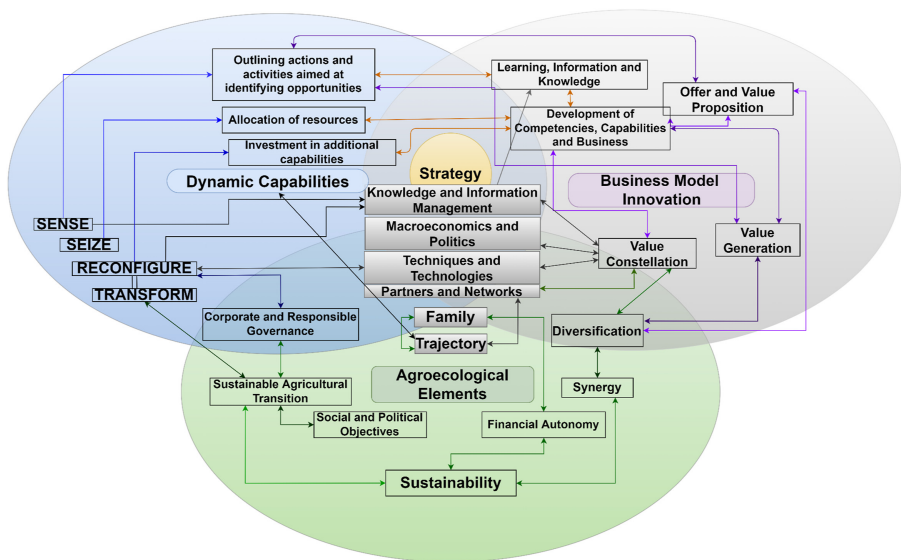 Outlining actions and
activities aimed at
identifying opportunities
Learning, Information and
Knowledge
Offer and Value
Proposition
Allocation of resources
Development of
Competencies, Capabilities
and Business
Investment in additional
capabilities
Strategy
Dynamic Capabilities
Business Model
Innovation
Knowledge and Information
Management
SENSE
SEIZE
RECONFIGURE
TRANSFORM
Macroeconomics and
Politics
Techniques and
Technologies
Partners and Networks
Value
Constellation
Value
Generation
Corporate and Responsible
Governance
Family
Trajectory
Diversification
Agroecological
Elements
Sustainable Agricultural
Transition
Synergy
Social and Political
Objectives
Financial Autonomy
Sustainability